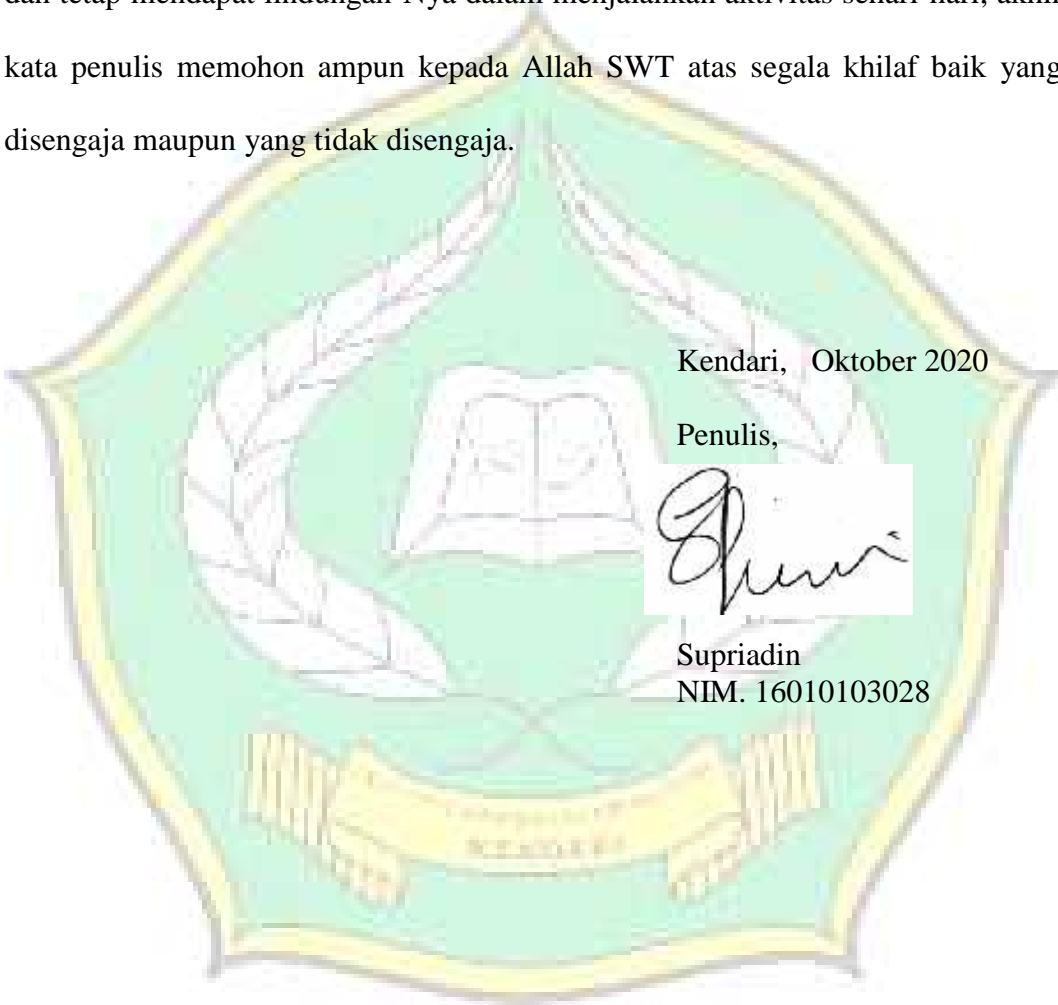 dan tetap mendapat lindungan-Nya dalam menjalankan aktivitas sehari-hari, akhir
kata penulis memohon ampun kepada Allah SWT atas segala khilaf baik yang
disengaja maupun yang tidak disengaja.
Kendari, Oktober 2020
Penulis,
Supriadin
NIM. 16010103028
KENDARI